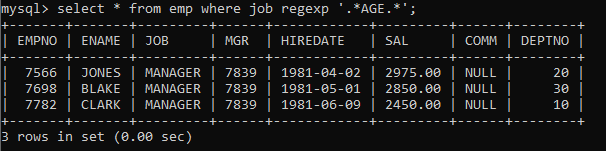 mysql> select * from emp where job regexp '.*AGE.*';
+-------+-------+---------+------+------------+---------+------+--------+
| EMPNO | ENAME | JOB     | MGR  | HIREDATE   | SAL     | COMM | DEPTNO |
+-------+-------+---------+------+------------+---------+------+--------+
|  7566 | JONES | MANAGER | 7839 | 1981-04-02 | 2975.00 | NULL |     20 |
|  7698 | BLAKE | MANAGER | 7839 | 1981-05-01 | 2850.00 | NULL |     30 |
|  7782 | CLARK | MANAGER | 7839 | 1981-06-09 | 2450.00 | NULL |     10 |
+-------+-------+---------+------+------------+---------+------+--------+
3 rows in set (0.00 sec)